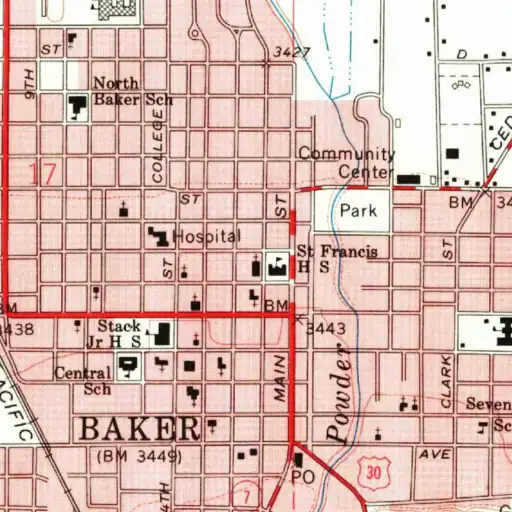 3427
ST
D
9TH
North
Baker Sch
COLLEGE
CED
Community
Center
17
ST
ST
Park
BM
34
Hospital
St Francis
H S
ST
ST
BM
BM
3438
3443
Stack
Jr H S
Central
Sch
MAIN
Powder
CLARK
PACIFIC
Seven
Sc
BAKER
(BM 3449)
AVE
30
PO
7
4TH